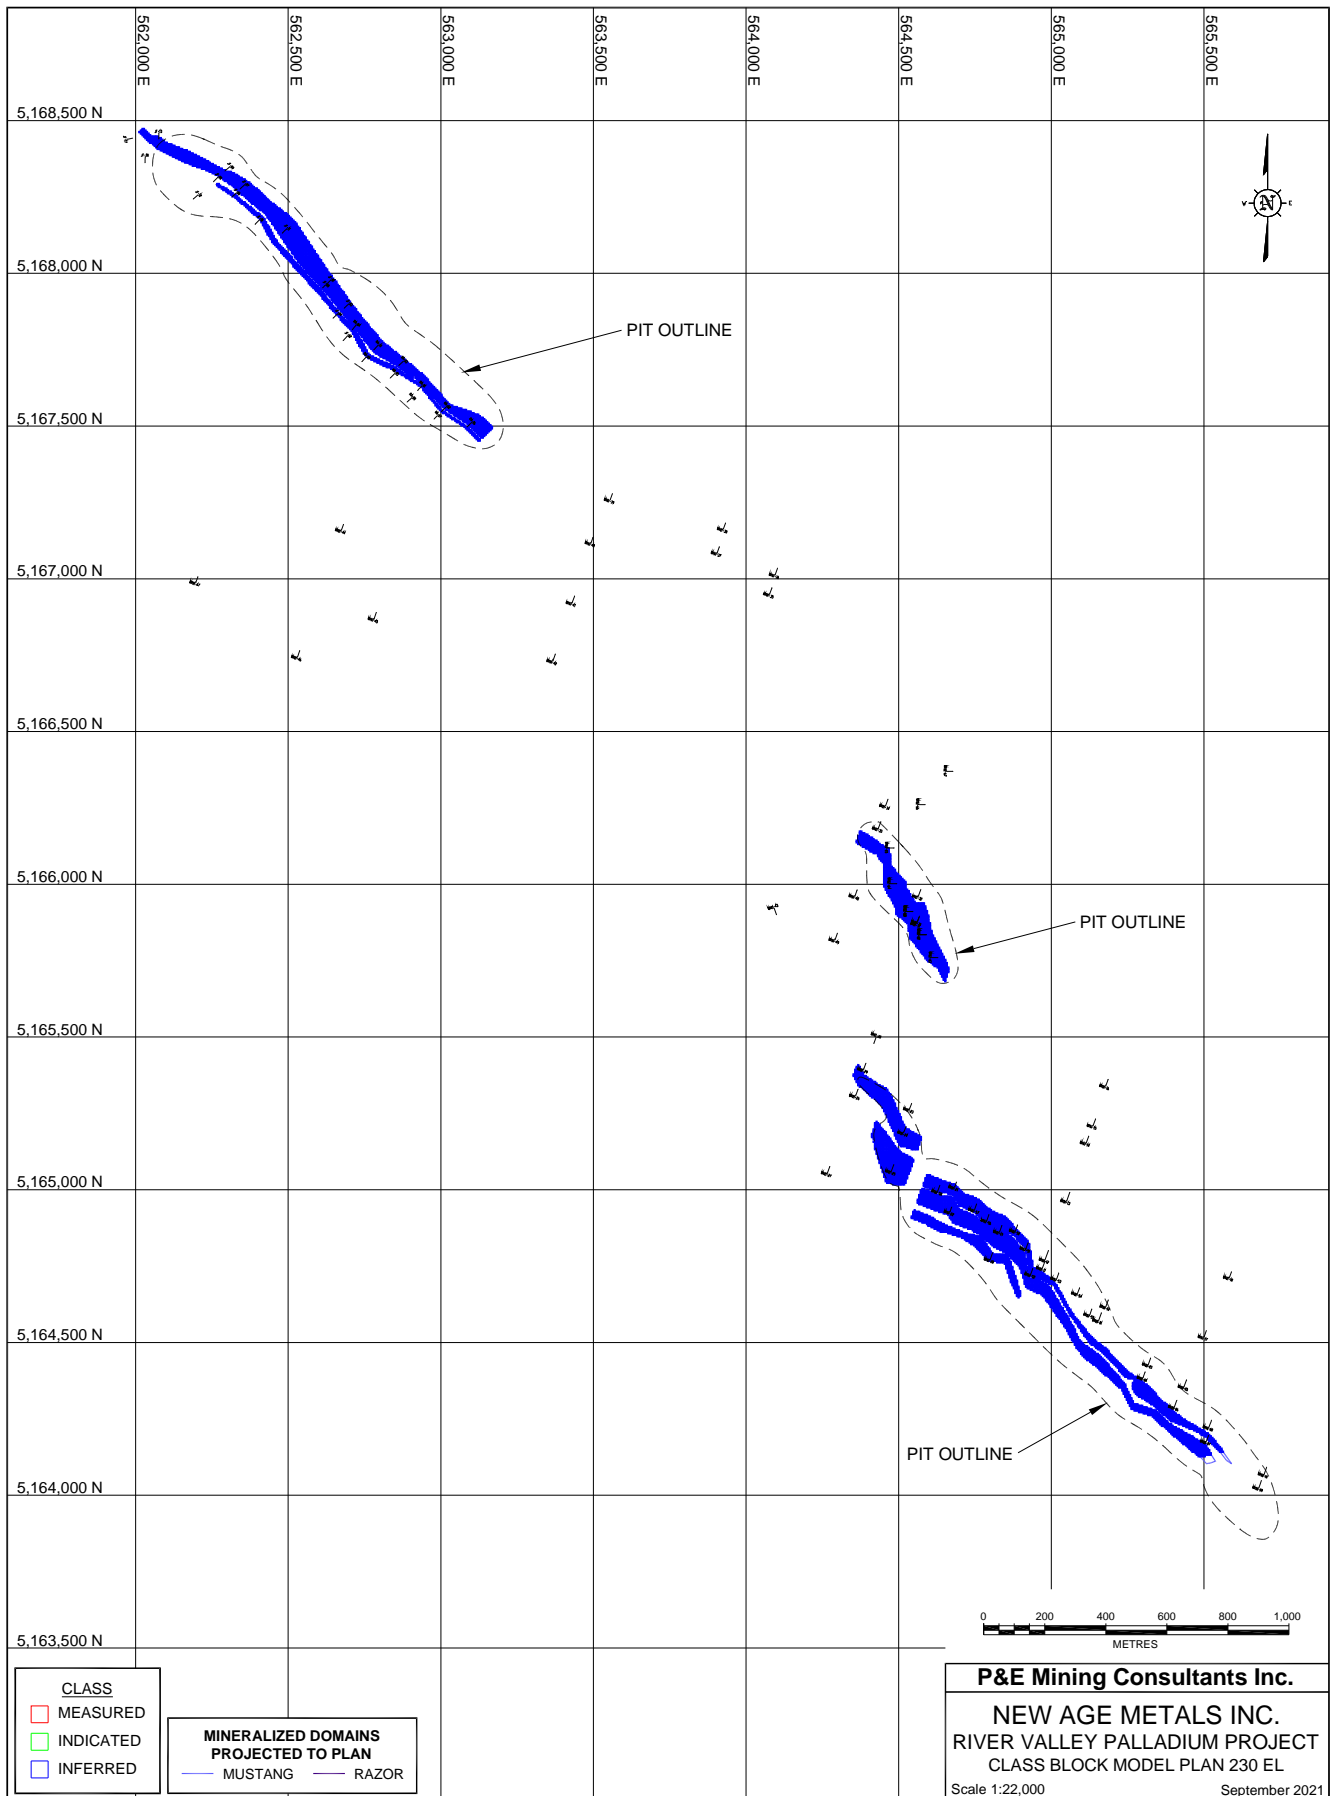 562,000 E
562,500 E
563,000 E
563,500 E
564,000 E
564,500 E
565,000 E
565,500 E
5,168,500 N
N
E
5,168,000 N
PIT OUTLINE
5,167,500 N
5,167,000 N
5,166,500 N
5,166,000 N
PIT OUTLINE
5,165,500 N
5,165,000 N
5,164,500 N
PIT OUTLINE
5,164,000 N
0 200 400 600 800 1,000
METRES
5,163,500 N
CLASS
MEASURED
INDICATED
INFERRED
MINERALIZED DOMAINS
PROJECTED TO PLAN
MUSTANG RAZOR
P&E Mining Consultants Inc.
NEW AGE METALS INC.
RIVER VALLEY PALLADIUM PROJECT
CLASS BLOCK MODEL PLAN 230 EL
Scale 1:22,000 September 2021